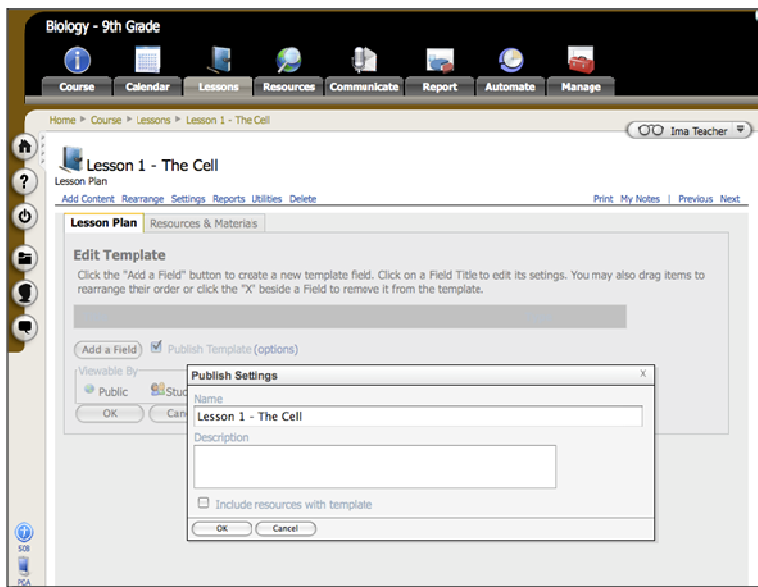 Biology - 9th Grade
Course Calendar Lessons Resources Communicate Report Automate Manage
Home Course Lessons Lesson 1 - The Cell
Ima Teacher
Lesson 1 - The Cell
Lesson Plan
Add Content Rearrange Settings Reports Utilities Delete Print My Notes | Previous Next
Lesson Plan Resources & Materias
Edit Template
Click the "Add a Field" button to create a new template field. Click on a Field Title to edit its setings. You may also drag items to
rearrange their order or click the "X" beside a Field to remove it from the template.
Add a Field Publish Template (options)
Viewable By
Public Stuc
OK Can
Publish Settings X
Name
Lesson 1 - The Cell
Description
Include resources with template
OK Cancel
SOS